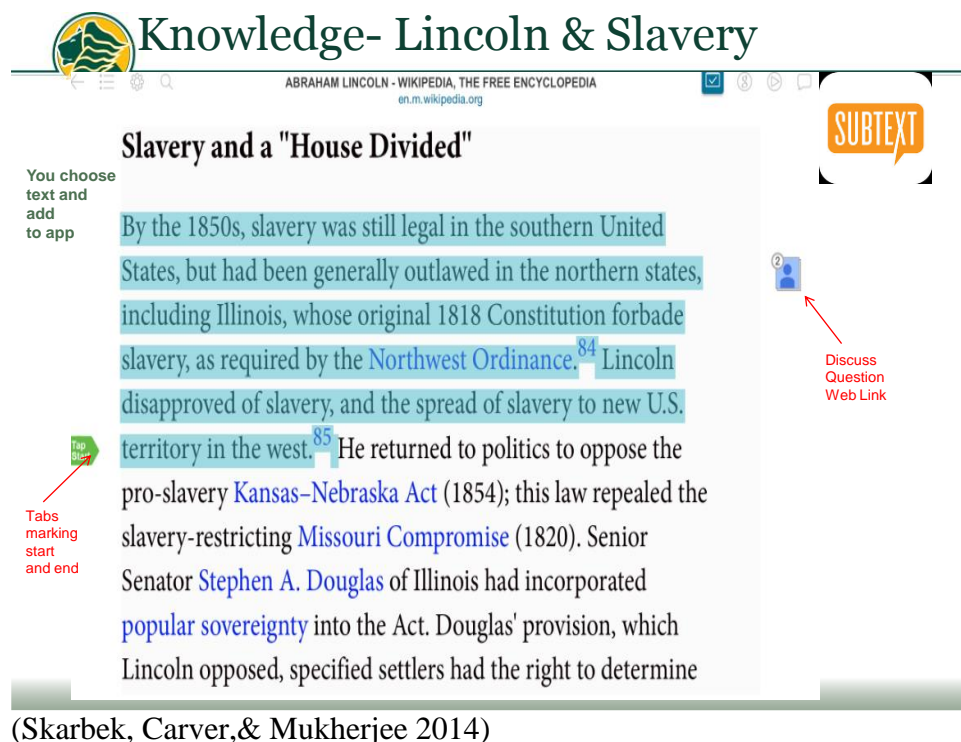 Knowledge- Lincoln & Slavery
ABRAHAM LINCOLN - WIKIPEDIA, THE FREE ENCYCLOPEDIA
en.m.wikipedia.org
SUBTEXT
Slavery and a "House Divided"
You choose
text and
add
to app
By the 1850s, slavery was still legal in the southern United
States, but had been generally outlawed in the northern states,
including Illinois, whose original 1818 Constitution forbade
slavery, as required by the Northwest Ordinance.84 Lincoln
disapproved of slavery, and the spread of slavery to new U.S.
territory in the west.85 He returned to politics to oppose the
pro-slavery Kansas–Nebraska Act (1854); this law repealed the
slavery-restricting Missouri Compromise (1820). Senior
Senator Stephen A. Douglas of Illinois had incorporated
popular sovereignty into the Act. Douglas' provision, which
Lincoln opposed, specified settlers had the right to determine
2
Discuss
Question
Web Link
Tap
Start
Tabs
marking
start
and end
(Skarbek, Carver,& Mukherjee 2014)